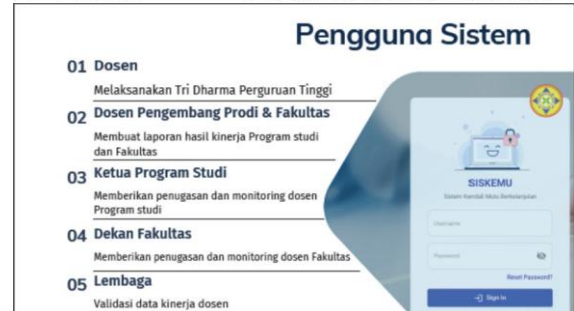 Pengguna Sistem
01 Dosen
Melaksanakan Tri Dharma Perguruan Tinggi
02 Dosen Pengembang Prodi & Fakultas
Membuat laporan hasil kinerja Program studi
dan Fakultas
03 Ketua Program Studi
Memberikan penugasan dan monitoring dosen
Program studi
04 Dekan Fakultas
Memberikan penugasan dan monitoring dosen Fakultas
05 Lembaga
Validasi data kinerja dosen
SISKEMU
Sistem Kendali Mutu Berkelanjutan
Username
Password
Reset Password?
Sign In